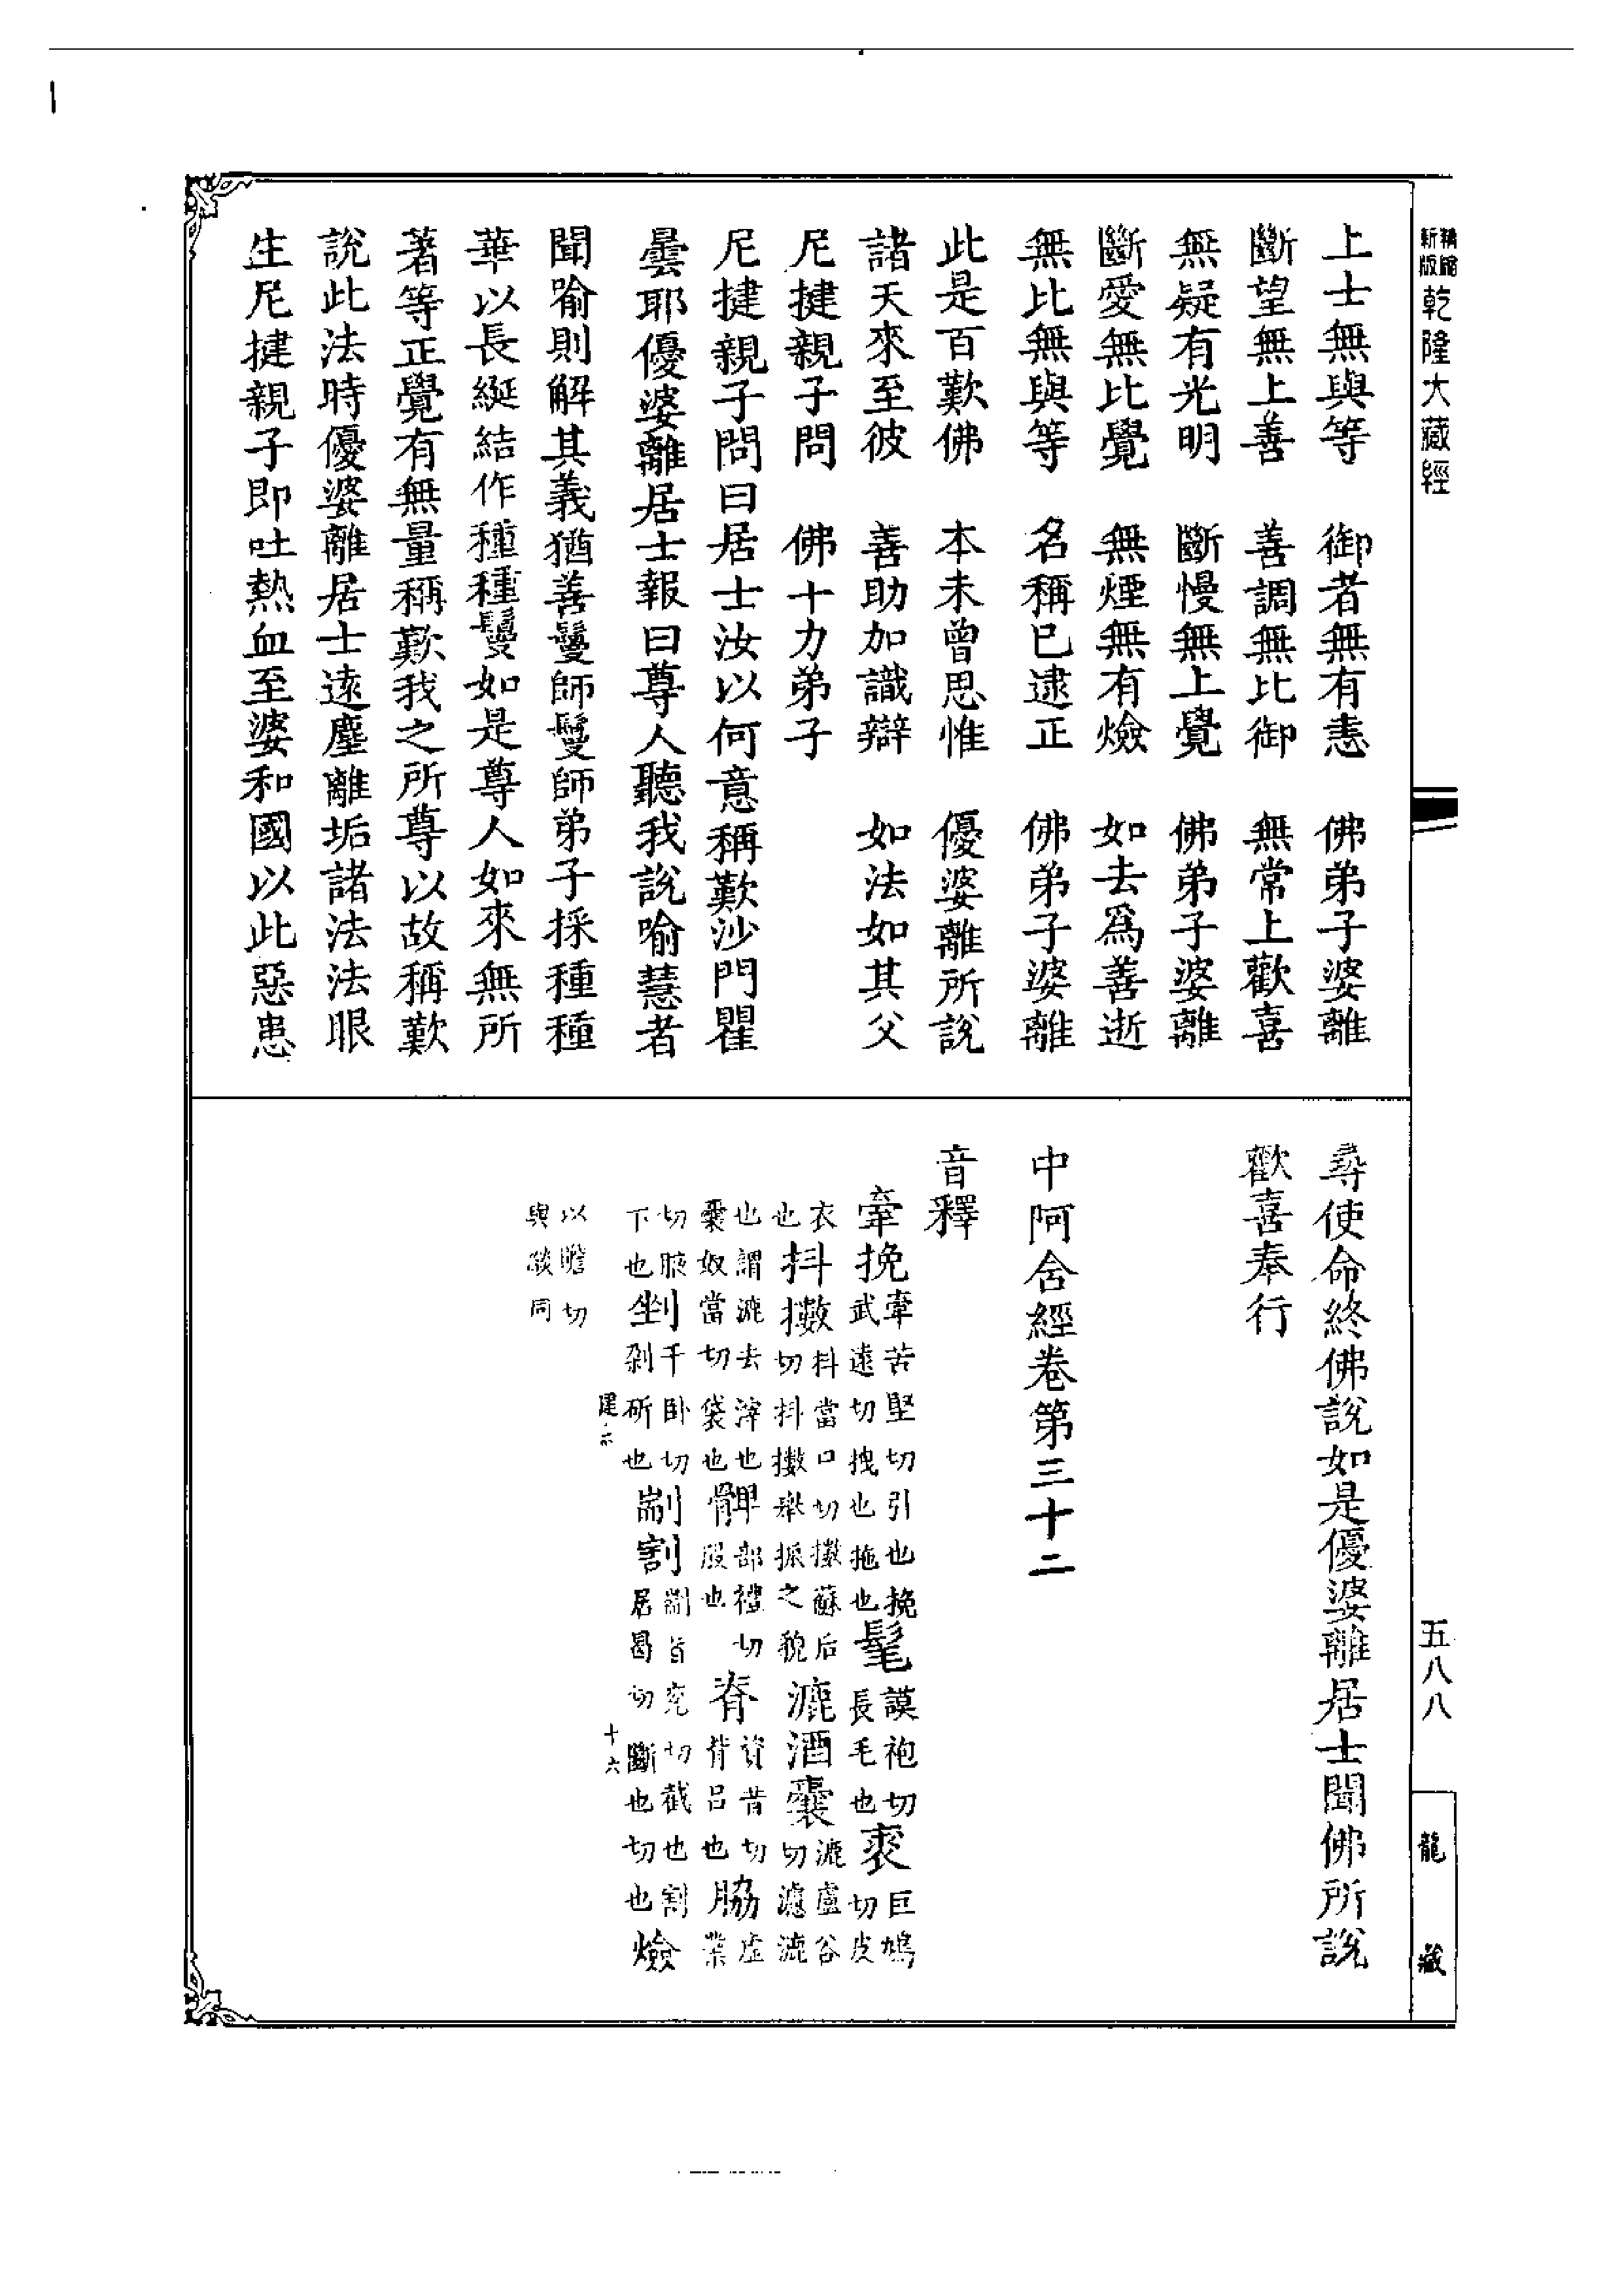 精縮新版乾隆大藏經
上士無與等　御者無有恚　佛弟子婆離
斷望無上善　善調無比御　無常上歡喜
無疑有光明　斷慢無上覺　佛弟子婆離
斷愛無比覺　無煙無有㷿　如去爲善逝
無比無與等　名稱已逮正　佛弟子婆離
此是百歎佛　本未曾思惟　優婆離所說
諸天來至彼　善助加識辯　如法如其父
尼揵親子問　佛十力弟子
尼揵親子問曰居士汝以何意稱歎沙門瞿
曇耶優婆離居士報曰尊人聽我說喻慧者
聞喻則解其義猶善鬘師鬘師弟子採種種
華以長綖結作種種鬘如是尊人如來無所
著等正覺有無量稱歎我之所尊以故稱歎
說此法時優婆離居士遠塵離垢諸法法眼
生尼揵親子即吐熱血至婆和國以此惡患
尋使命終佛說如是優婆離居士聞佛所說
歡喜奉行
中阿含經卷第三十二
音釋
牽挽牽苦堅切引也挽武遠切拽也拖也髦謨袍切長毛也裘巨鳩切皮
衣也抖擻抖當口切擻蘇后切抖擻舉振之貌漉酒囊漉盧谷切濾漉
也謂漉去滓也囊奴當切袋也髀部禮切股也脊資昔切背呂也脇虛業
切腋下也剉千臥切剁斫也剬割剬旨兗切截也割居曷切斷也切也㷿
以贍切與燄同
十六
五八八
龍藏